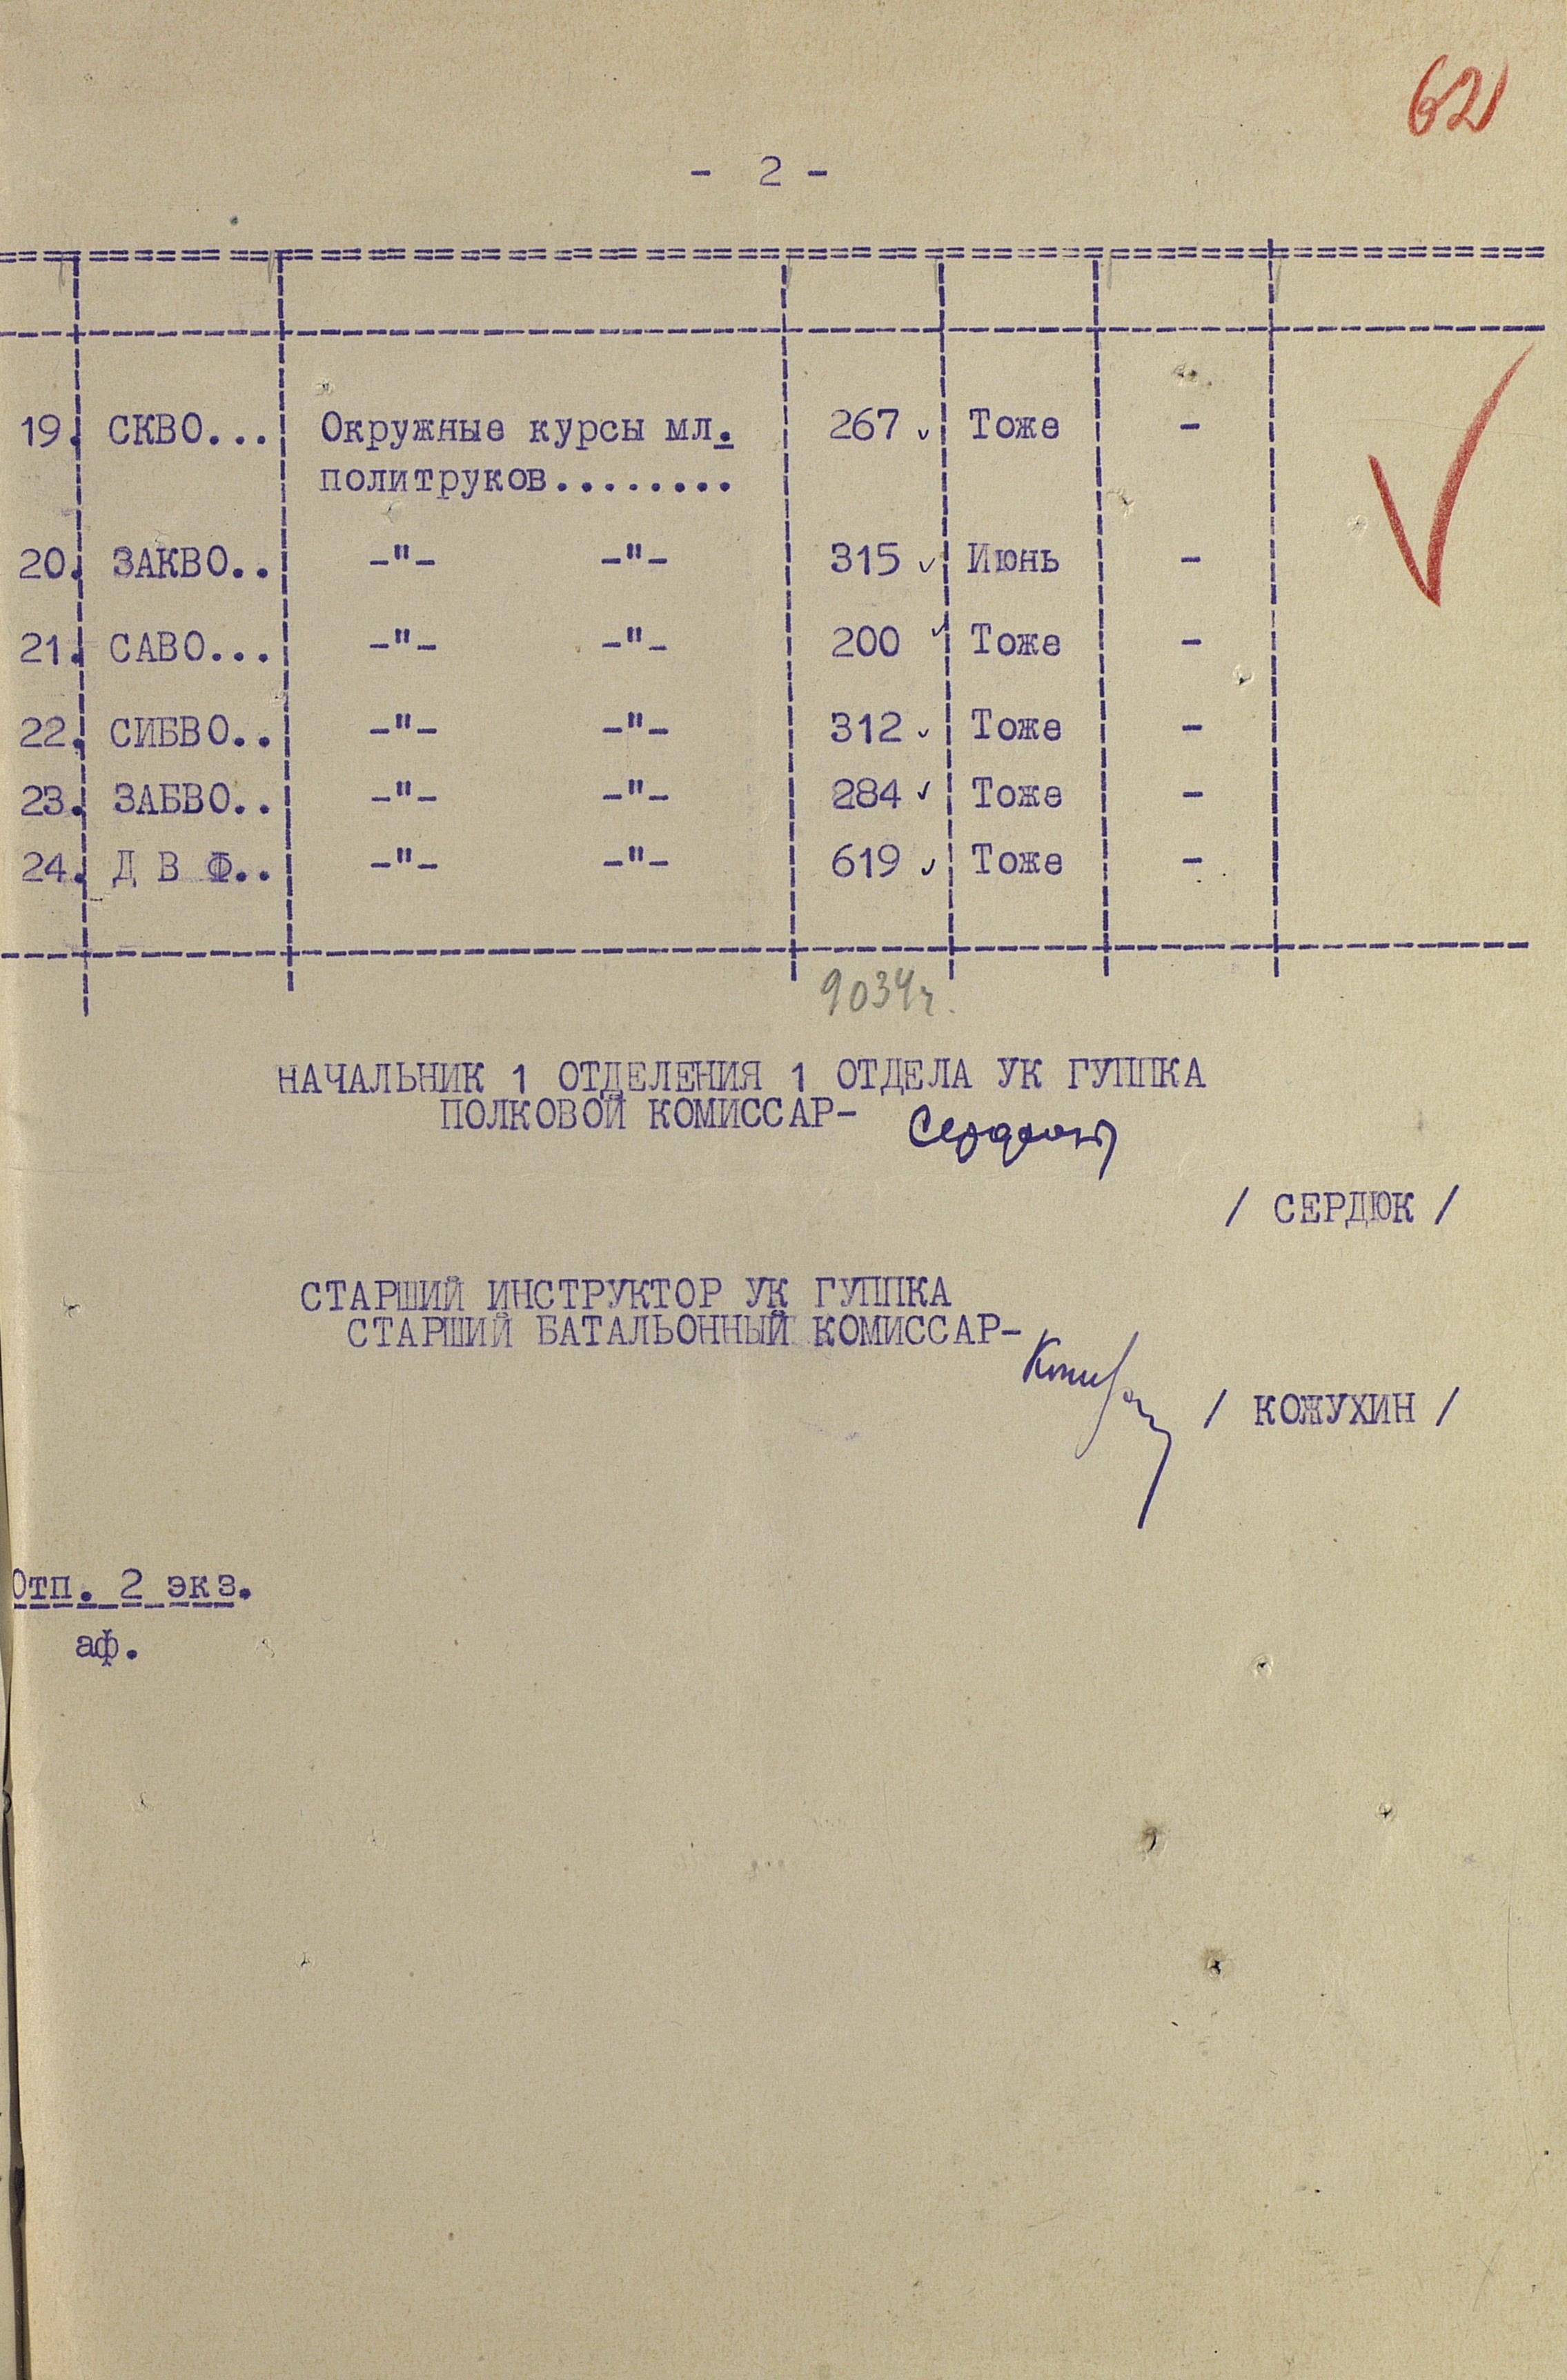 62
- 2 -
19. СКВО... Окружные курсы мл. 267 ✓ Тоже -
политруков........
20. ЗАКВО.. -"- -"- 315 ✓ Июнь -
21. САВО... -"- -"- 200 ✓ Тоже -
22. СИБВО.. -"- -"- 312 ✓ Тоже -
23. ЗАБВО.. -"- -"- 284 ✓ Тоже -
24. Д В Ф.. -"- -"- 619 ✓ Тоже -
9034ч.
НАЧАЛЬНИК 1 ОТДЕЛЕНИЯ 1 ОТДЕЛА УК ГУППКА
ПОЛКОВОЙ КОМИССАР-
Сердюк
/ СЕРДЮК /
СТАРШИЙ ИНСТРУКТОР УК ГУППКА
СТАРШИЙ БАТАЛЬОННЫЙ КОМИССАР-
/ КОЖУХИН /
Отп. 2 экз.
аф.